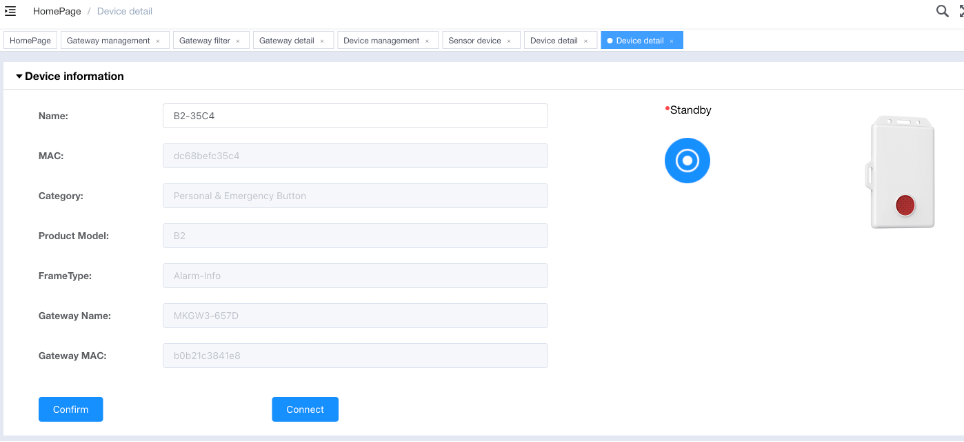 HomePage / Device detail
HomePage Gateway management × Gateway filter × Gateway detail × Device management × Sensor device × Device detail × Device detail ×
Device information
Name: B2-35C4
*Standby
MAC: dc68befc35c4
Category: Personal & Emergency Button
Product Model: B2
FrameType: Alarm-info
Gateway Name: MKGW3-657D
Gateway MAC: b0b21c3841e8
Confirm Connect